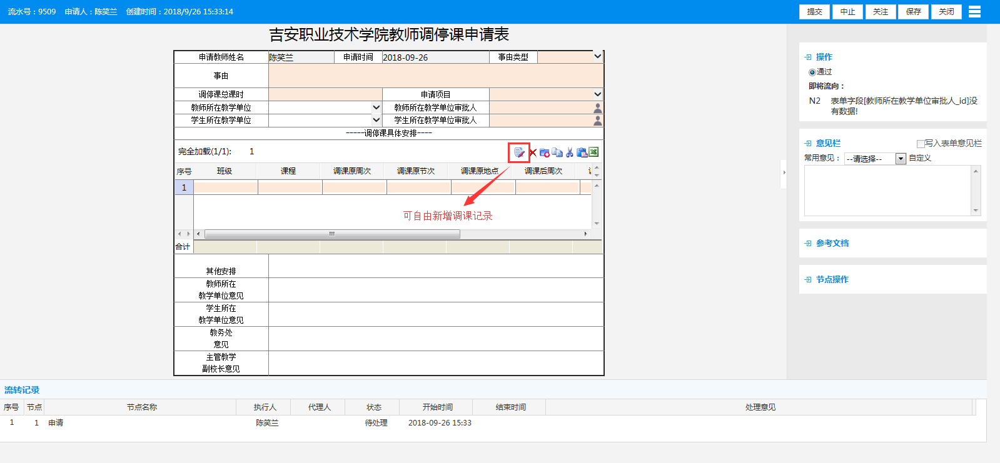 流水号：9509 申请人：陈笑兰 创建时间：2018/9/26 15:33:14
提交 中止 关注 保存 关闭
吉安职业技术学院教师调停课申请表
申请教师姓名 陈笑兰 申请时间 2018-09-26 事由类型
事由
调停课总课时 申请项目
教师所在教学单位 教师所在教学单位审批人
学生所在教学单位 学生所在教学单位审批人
-----调停课具体安排----
完全加载(1/1): 1
序号 班级 课程 调课原周次 调课原节次 调课原地点 调课后周次
1
可自由新增调课记录
合计
其他安排
教师所在
教学单位意见
学生所在
教学单位意见
教务处
意见
主管教学
副校长意见
操作
通过
即将流向：
N2 表单字段[教师所在教学单位审批人_id]没
有数据!
意见栏 写入表单意见栏
常用意见： --请选择-- 自定义
参考文档
节点操作
流转记录
序号 节点 节点名称 执行人 代理人 状态 开始时间 结束时间 处理意见
1 1 申请 陈笑兰 待处理 2018-09-26 15:33